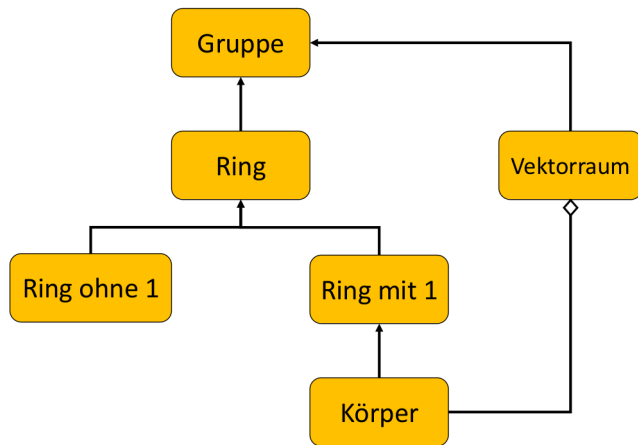 Gruppe
Ring
Vektorraum
Ring ohne 1
Ring mit 1
Körper